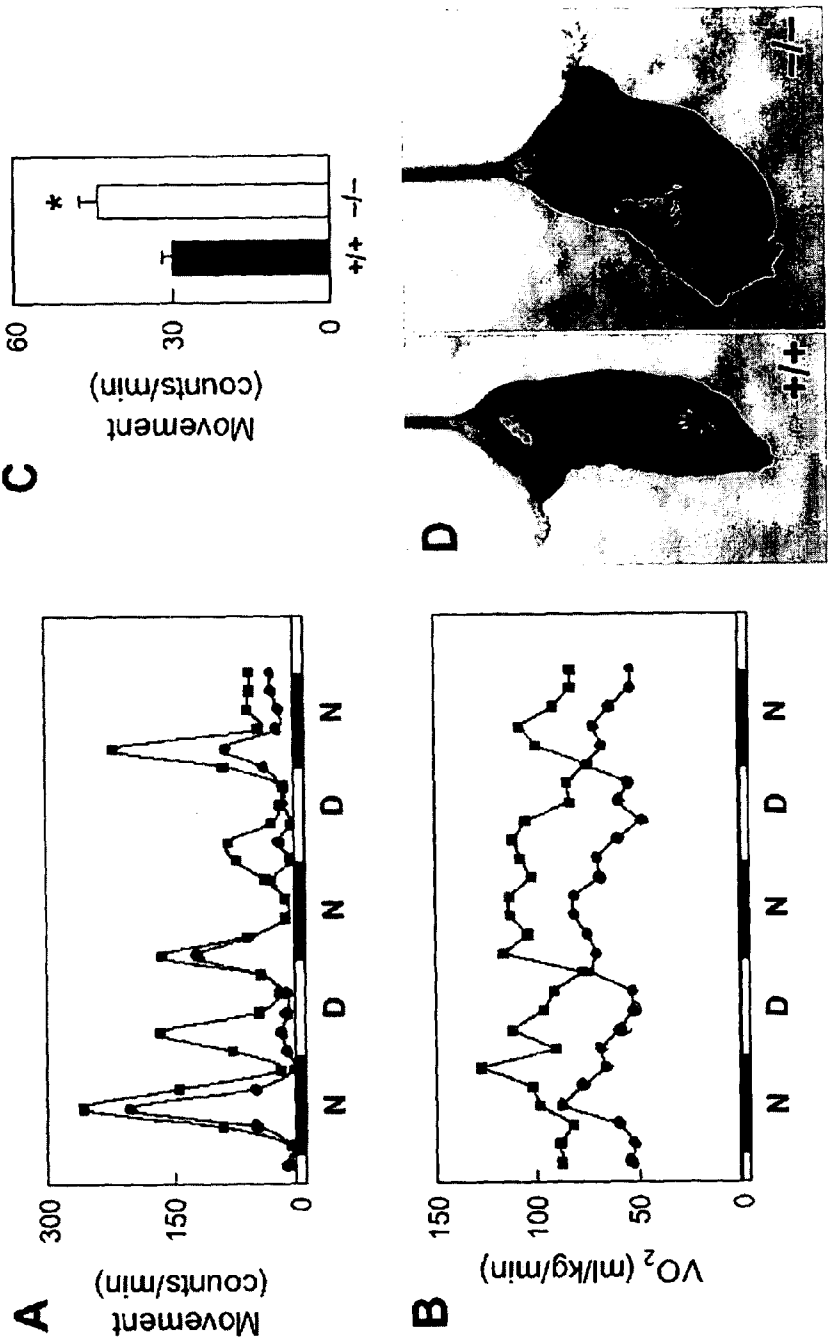 A
Movement
(counts/min)
300
150
0
N D N D N
B
VO2 (ml/kg/min)
150
100
50
0
N D N D N
C
Movement
(counts/min)
60
30
0
+/+ −/−
*
D
+/+
−/−